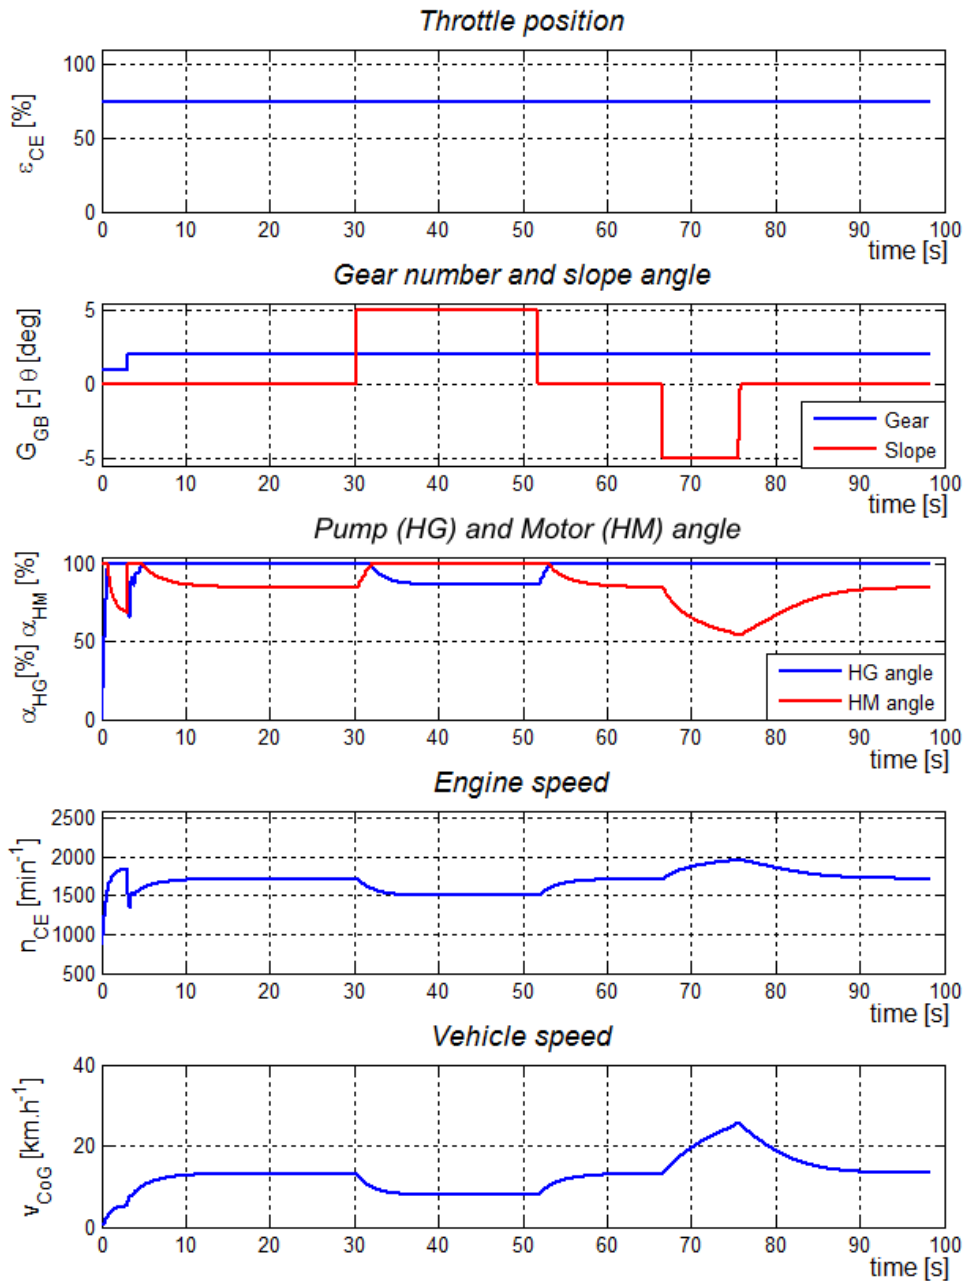 Throttle position
ε_CE [%]
100
50
0
0 10 20 30 40 50 60 70 80 90 100
time [s]
Gear number and slope angle
G_GB [-] θ [deg]
5
0
-5
Gear
Slope
0 10 20 30 40 50 60 70 80 90 100
time [s]
Pump (HG) and Motor (HM) angle
α_HG[%] α_HM [%]
100
50
0
HG angle
HM angle
0 10 20 30 40 50 60 70 80 90 100
time [s]
Engine speed
n_CE [min⁻¹]
2500
2000
1500
1000
500
0 10 20 30 40 50 60 70 80 90 100
time [s]
Vehicle speed
v_CoG [km.h⁻¹]
40
20
0
0 10 20 30 40 50 60 70 80 90 100
time [s]